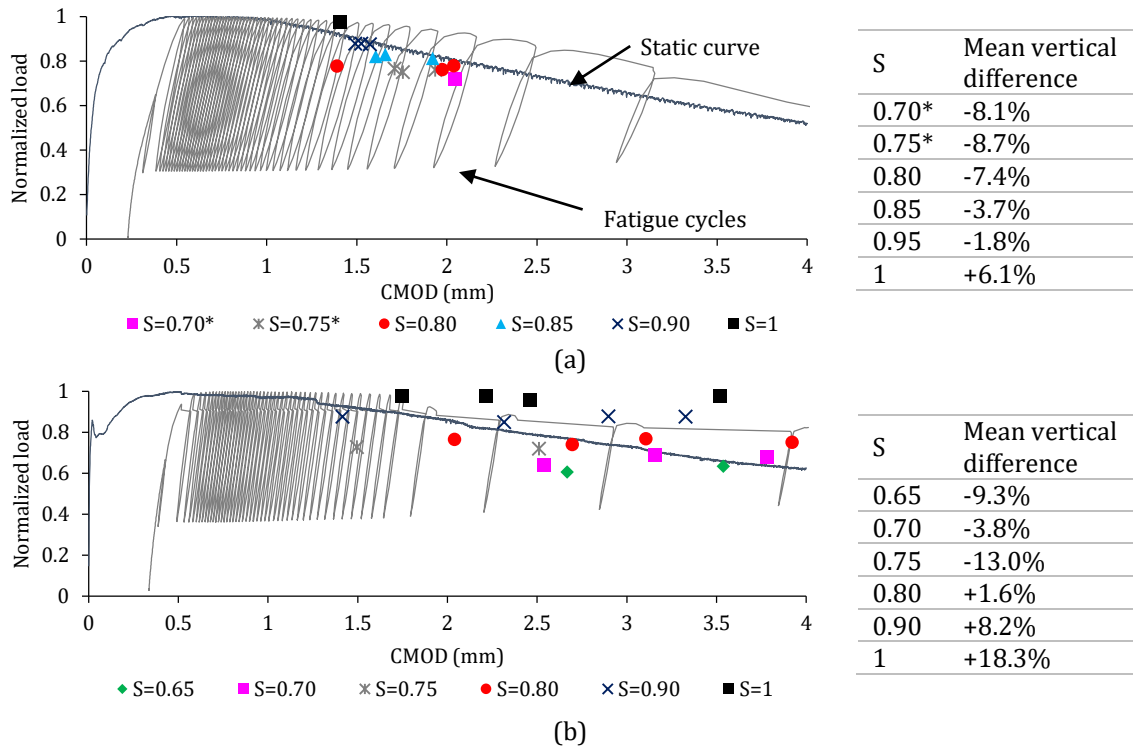 Normalized load
1
0.8
0.6
0.4
0.2
0
0 0.5 1 1.5 2 2.5 3 3.5 4
CMOD (mm)
Static curve
Fatigue cycles
S=0.70* S=0.75* S=0.80 S=0.85 S=0.90 S=1
(a)
S Mean vertical
difference
0.70* -8.1%
0.75* -8.7%
0.80 -7.4%
0.85 -3.7%
0.95 -1.8%
1 +6.1%
Normalized load
1
0.8
0.6
0.4
0.2
0
0 0.5 1 1.5 2 2.5 3 3.5 4
CMOD (mm)
S=0.65 S=0.70 S=0.75 S=0.80 S=0.90 S=1
(b)
S Mean vertical
difference
0.65 -9.3%
0.70 -3.8%
0.75 -13.0%
0.80 +1.6%
0.90 +8.2%
1 +18.3%